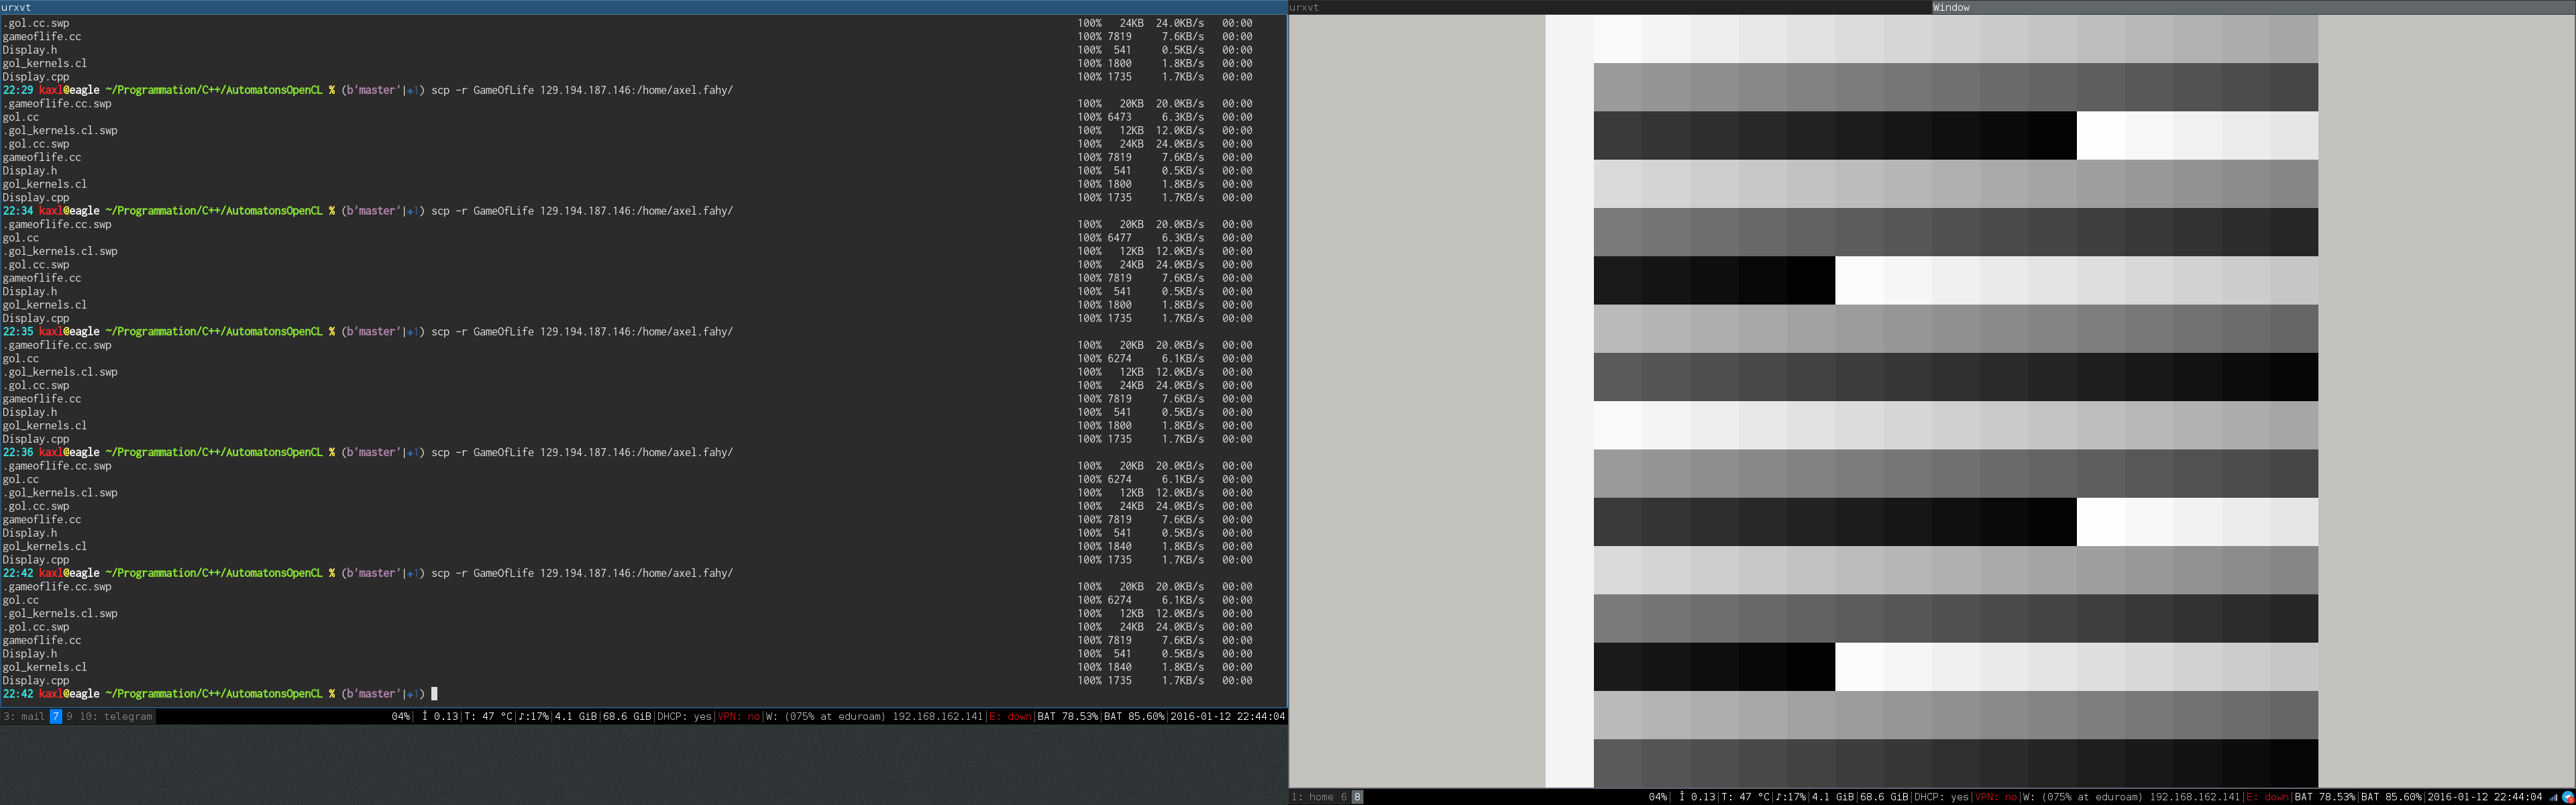 urxvt
.gol.cc.swp 100% 24KB 24.0KB/s 00:00
gameoflife.cc 100% 7819 7.6KB/s 00:00
Display.h 100% 541 0.5KB/s 00:00
gol_kernels.cl 100% 1800 1.8KB/s 00:00
Display.cpp 100% 1735 1.7KB/s 00:00
22:29 kaxl@eagle ~/Programmation/C++/AutomatonsOpenCL % (b'master'|+1) scp -r GameOfLife 129.194.187.146:/home/axel.fahy/
.gameoflife.cc.swp 100% 20KB 20.0KB/s 00:00
gol.cc 100% 6473 6.3KB/s 00:00
.gol_kernels.cl.swp 100% 12KB 12.0KB/s 00:00
.gol.cc.swp 100% 24KB 24.0KB/s 00:00
gameoflife.cc 100% 7819 7.6KB/s 00:00
Display.h 100% 541 0.5KB/s 00:00
gol_kernels.cl 100% 1800 1.8KB/s 00:00
Display.cpp 100% 1735 1.7KB/s 00:00
22:34 kaxl@eagle ~/Programmation/C++/AutomatonsOpenCL % (b'master'|+1) scp -r GameOfLife 129.194.187.146:/home/axel.fahy/
.gameoflife.cc.swp 100% 20KB 20.0KB/s 00:00
gol.cc 100% 6477 6.3KB/s 00:00
.gol_kernels.cl.swp 100% 12KB 12.0KB/s 00:00
.gol.cc.swp 100% 24KB 24.0KB/s 00:00
gameoflife.cc 100% 7819 7.6KB/s 00:00
Display.h 100% 541 0.5KB/s 00:00
gol_kernels.cl 100% 1800 1.8KB/s 00:00
Display.cpp 100% 1735 1.7KB/s 00:00
22:35 kaxl@eagle ~/Programmation/C++/AutomatonsOpenCL % (b'master'|+1) scp -r GameOfLife 129.194.187.146:/home/axel.fahy/
.gameoflife.cc.swp 100% 20KB 20.0KB/s 00:00
gol.cc 100% 6274 6.1KB/s 00:00
.gol_kernels.cl.swp 100% 12KB 12.0KB/s 00:00
.gol.cc.swp 100% 24KB 24.0KB/s 00:00
gameoflife.cc 100% 7819 7.6KB/s 00:00
Display.h 100% 541 0.5KB/s 00:00
gol_kernels.cl 100% 1800 1.8KB/s 00:00
Display.cpp 100% 1735 1.7KB/s 00:00
22:36 kaxl@eagle ~/Programmation/C++/AutomatonsOpenCL % (b'master'|+1) scp -r GameOfLife 129.194.187.146:/home/axel.fahy/
.gameoflife.cc.swp 100% 20KB 20.0KB/s 00:00
gol.cc 100% 6274 6.1KB/s 00:00
.gol_kernels.cl.swp 100% 12KB 12.0KB/s 00:00
.gol.cc.swp 100% 24KB 24.0KB/s 00:00
gameoflife.cc 100% 7819 7.6KB/s 00:00
Display.h 100% 541 0.5KB/s 00:00
gol_kernels.cl 100% 1840 1.8KB/s 00:00
Display.cpp 100% 1735 1.7KB/s 00:00
22:42 kaxl@eagle ~/Programmation/C++/AutomatonsOpenCL % (b'master'|+1) scp -r GameOfLife 129.194.187.146:/home/axel.fahy/
.gameoflife.cc.swp 100% 20KB 20.0KB/s 00:00
gol.cc 100% 6274 6.1KB/s 00:00
.gol_kernels.cl.swp 100% 12KB 12.0KB/s 00:00
.gol.cc.swp 100% 24KB 24.0KB/s 00:00
gameoflife.cc 100% 7819 7.6KB/s 00:00
Display.h 100% 541 0.5KB/s 00:00
gol_kernels.cl 100% 1840 1.8KB/s 00:00
Display.cpp 100% 1735 1.7KB/s 00:00
22:42 kaxl@eagle ~/Programmation/C++/AutomatonsOpenCL % (b'master'|+1)
3: mail 7 9 10: telegram 04%| 0.13|T: 47 °C|♪:17%|4.1 GiB|68.6 GiB|DHCP: yes|VPN: no|W: (075% at eduroam) 192.168.162.141|E: down|BAT 78.53%|BAT 85.60%|2016-01-12 22:44:04
urxvt Window
1: home 6 8 04%| 0.13|T: 47 °C|♪:17%|4.1 GiB|68.6 GiB|DHCP: yes|VPN: no|W: (075% at eduroam) 192.168.162.141|E: down|BAT 78.53%|BAT 85.60%|2016-01-12 22:44:04